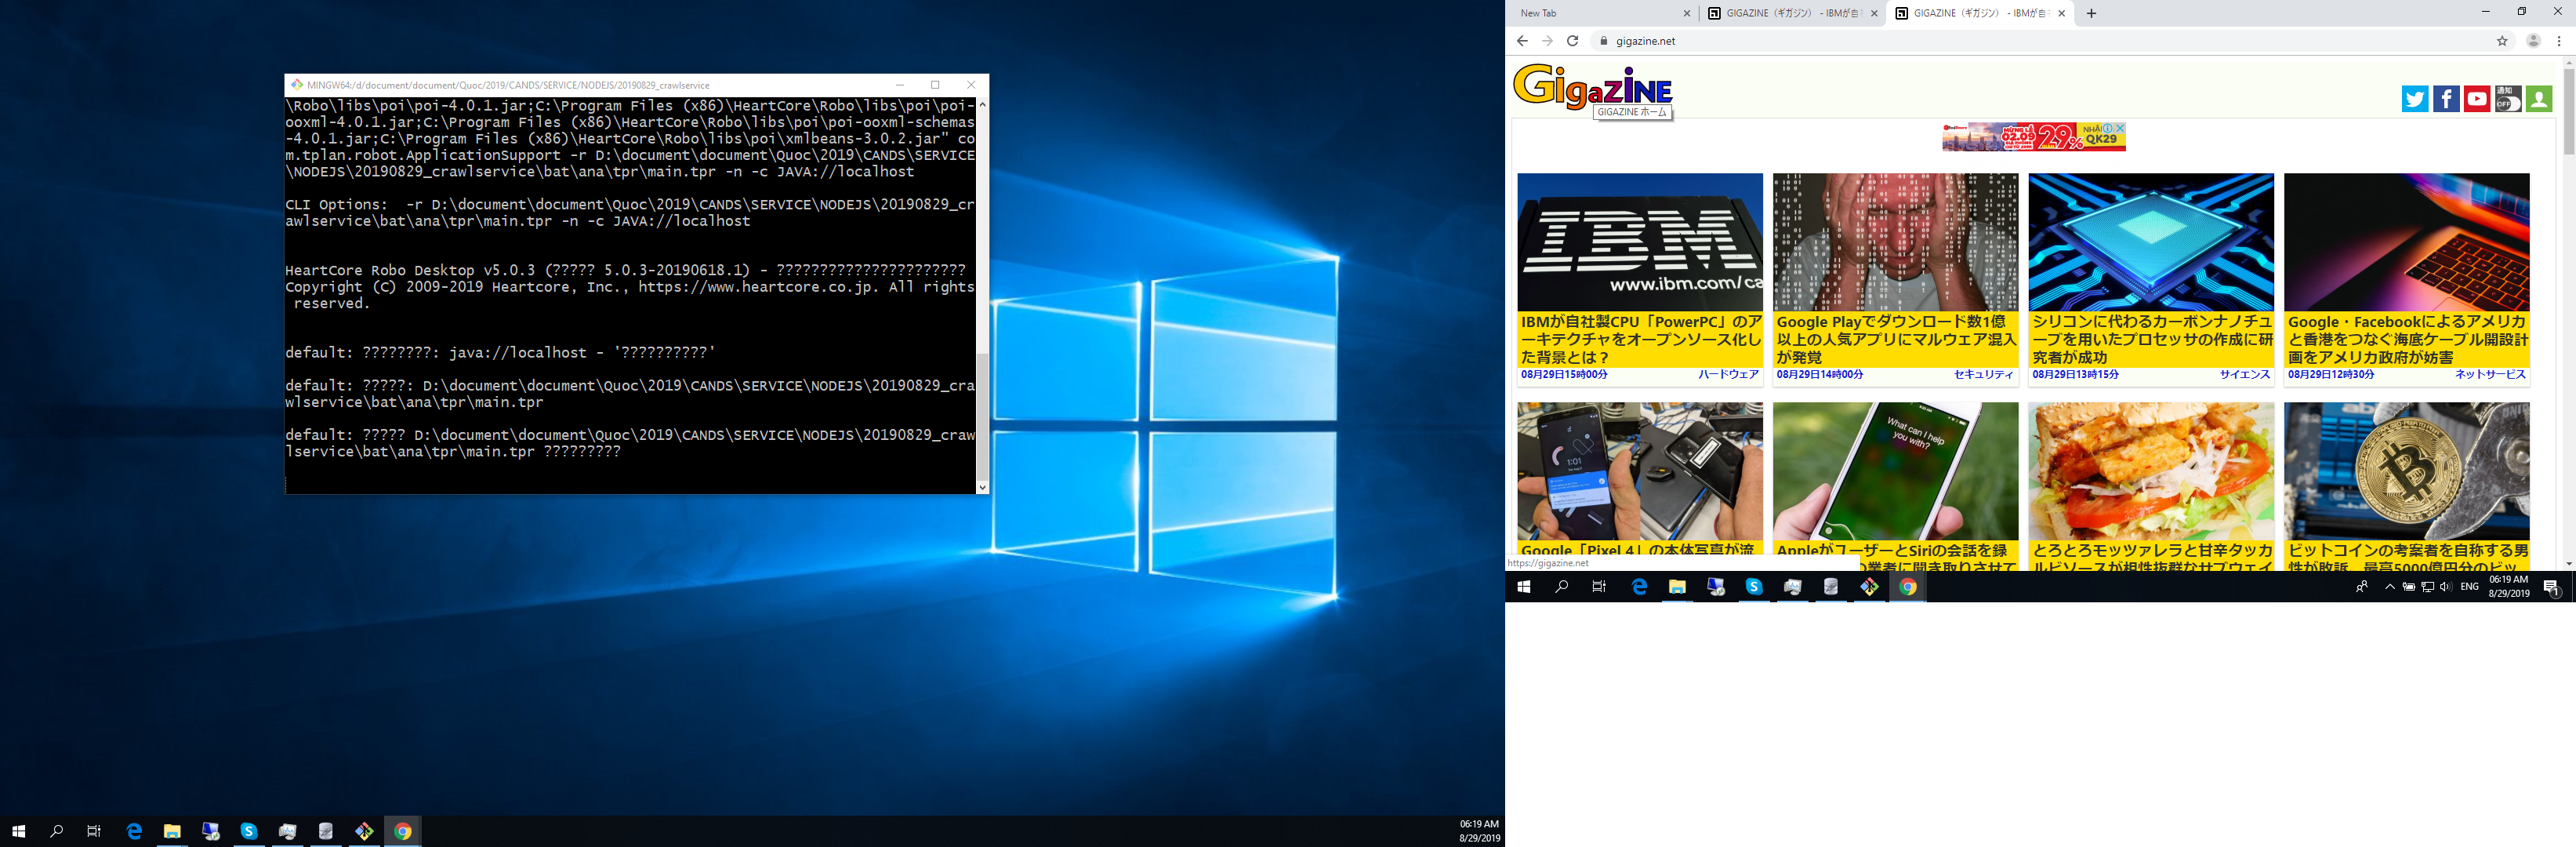 MINGW64:/d/document/document/Quoc/2019/CANDS/SERVICE/NODEJS/20190829_crawlservice
\Robo\libs\poi\poi-4.0.1.jar;C:\Program Files (x86)\HeartCore\Robo\libs\poi\poi-
ooxml-4.0.1.jar;C:\Program Files (x86)\HeartCore\Robo\libs\poi\poi-ooxml-schemas
-4.0.1.jar;C:\Program Files (x86)\HeartCore\Robo\libs\poi\xmlbeans-3.0.2.jar" co
m.tplan.robot.ApplicationSupport -r D:\document\document\Quoc\2019\CANDS\SERVICE
\NODEJS\20190829_crawlservice\bat\ana\tpr\main.tpr -n -c JAVA://localhost
CLI Options:  -r D:\document\document\Quoc\2019\CANDS\SERVICE\NODEJS\20190829_cr
awlservice\bat\ana\tpr\main.tpr -n -c JAVA://localhost
HeartCore Robo Desktop v5.0.3 (????? 5.0.3-20190618.1) - ??????????????????????
Copyright (C) 2009-2019 Heartcore, Inc., https://www.heartcore.co.jp. All rights
 reserved.
default: ????????: java://localhost - '??????????'
default: ?????: D:\document\document\Quoc\2019\CANDS\SERVICE\NODEJS\20190829_cra
wlservice\bat\ana\tpr\main.tpr
default: ????? D:\document\document\Quoc\2019\CANDS\SERVICE\NODEJS\20190829_craw
lservice\bat\ana\tpr\main.tpr ?????????
06:19 AM
8/29/2019
New Tab
GIGAZINE（ギガジン） - IBMが自
GIGAZINE（ギガジン） - IBMが自
gigazine.net
GigaZiNE
GIGAZINE ホーム
通知
OFF
MỪNG LỄ
02.09
29%
NHẬP
QK29
IBM
www.ibm.com/ca
IBMが自社製CPU「PowerPC」のア
ーキテクチャをオープンソース化し
た背景とは？
08月29日15時00分 ハードウェア
Google Playでダウンロード数1億
以上の人気アプリにマルウェア混入
が発覚
08月29日14時00分 セキュリティ
シリコンに代わるカーボンナノチュ
ーブを用いたプロセッサの作成に研
究者が成功
08月29日13時15分 サイエンス
Google・Facebookによるアメリカ
と香港をつなぐ海底ケーブル開設計
画をアメリカ政府が妨害
08月29日12時30分 ネットサービス
1:01
What can I help
you with?
Google「Pixel 4」の本体写真が流
AppleがユーザーとSiriの会話を録
の業者に聞き取りさせて
とろとろモッツァレラと甘辛タッカ
ルビソースが相性抜群なサブウェイ
ビットコインの考案者を自称する男
性が敗訴、最高5000億円分のビッ
https://gigazine.net
ENG
06:19 AM
8/29/2019
1